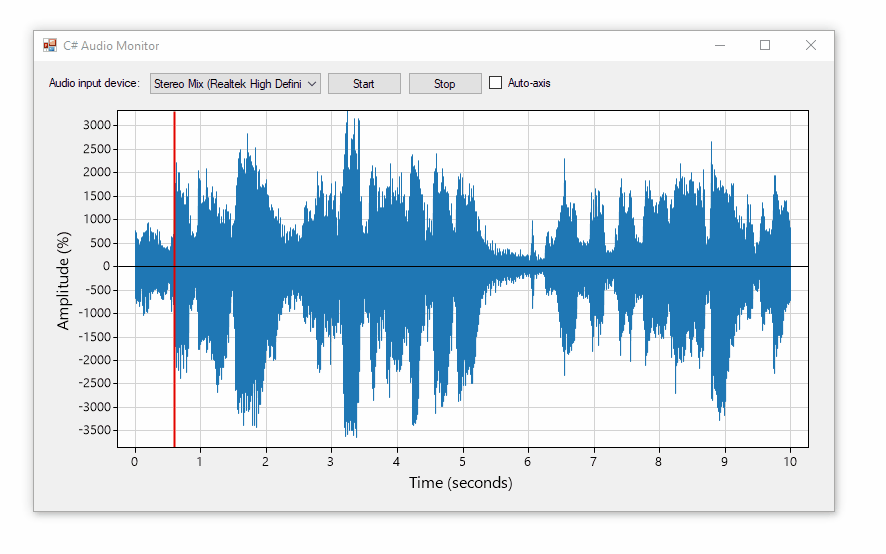 C# Audio Monitor
Audio input device: Stereo Mix (Realtek High Defini Start Stop Auto-axis
3000
2500
2000
1500
1000
500
0
-500
-1000
-1500
-2000
-2500
-3000
-3500
Amplitude (%)
0 1 2 3 4 5 6 7 8 9 10
Time (seconds)